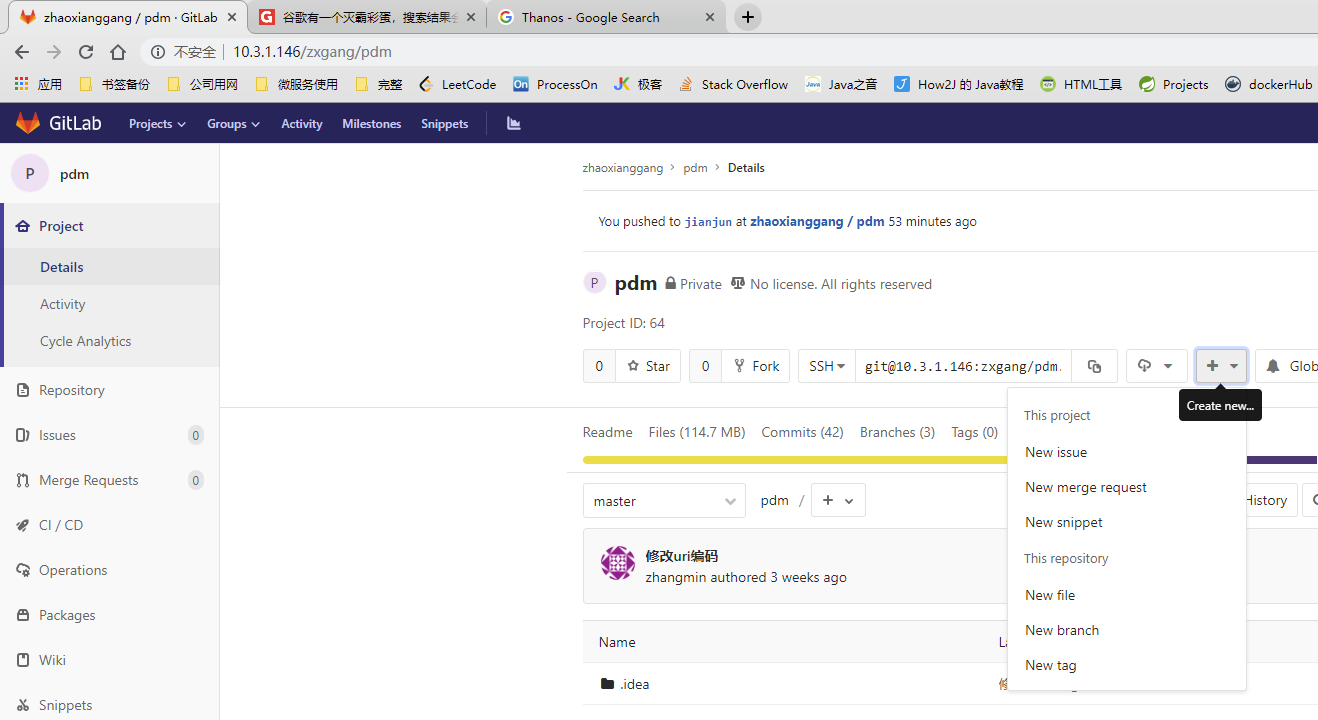 zhaoxianggang / pdm · GitLab
谷歌有一个灭霸彩蛋，搜索结果
Thanos - Google Search
不安全 10.3.1.146/zxgang/pdm
应用 书签备份 公司用网 微服务使用 完整 LeetCode ProcessOn 极客 Stack Overflow Java之音 How2J 的 Java教程 HTML工具 Projects dockerHub
GitLab Projects Groups Activity Milestones Snippets
P pdm
Project
Details
Activity
Cycle Analytics
Repository
Issues 0
Merge Requests 0
CI / CD
Operations
Packages
Wiki
Snippets
zhaoxianggang > pdm > Details
You pushed to jianjun at zhaoxianggang / pdm 53 minutes ago
P pdm Private No license. All rights reserved
Project ID: 64
0 Star 0 Fork SSH git@10.3.1.146:zxgang/pdm. Glob
Create new...
Readme Files (114.7 MB) Commits (42) Branches (3) Tags (0)
master pdm / + History
修改uri编码
zhangmin authored 3 weeks ago
Name
.idea
This project
New issue
New merge request
New snippet
This repository
New file
New branch
New tag